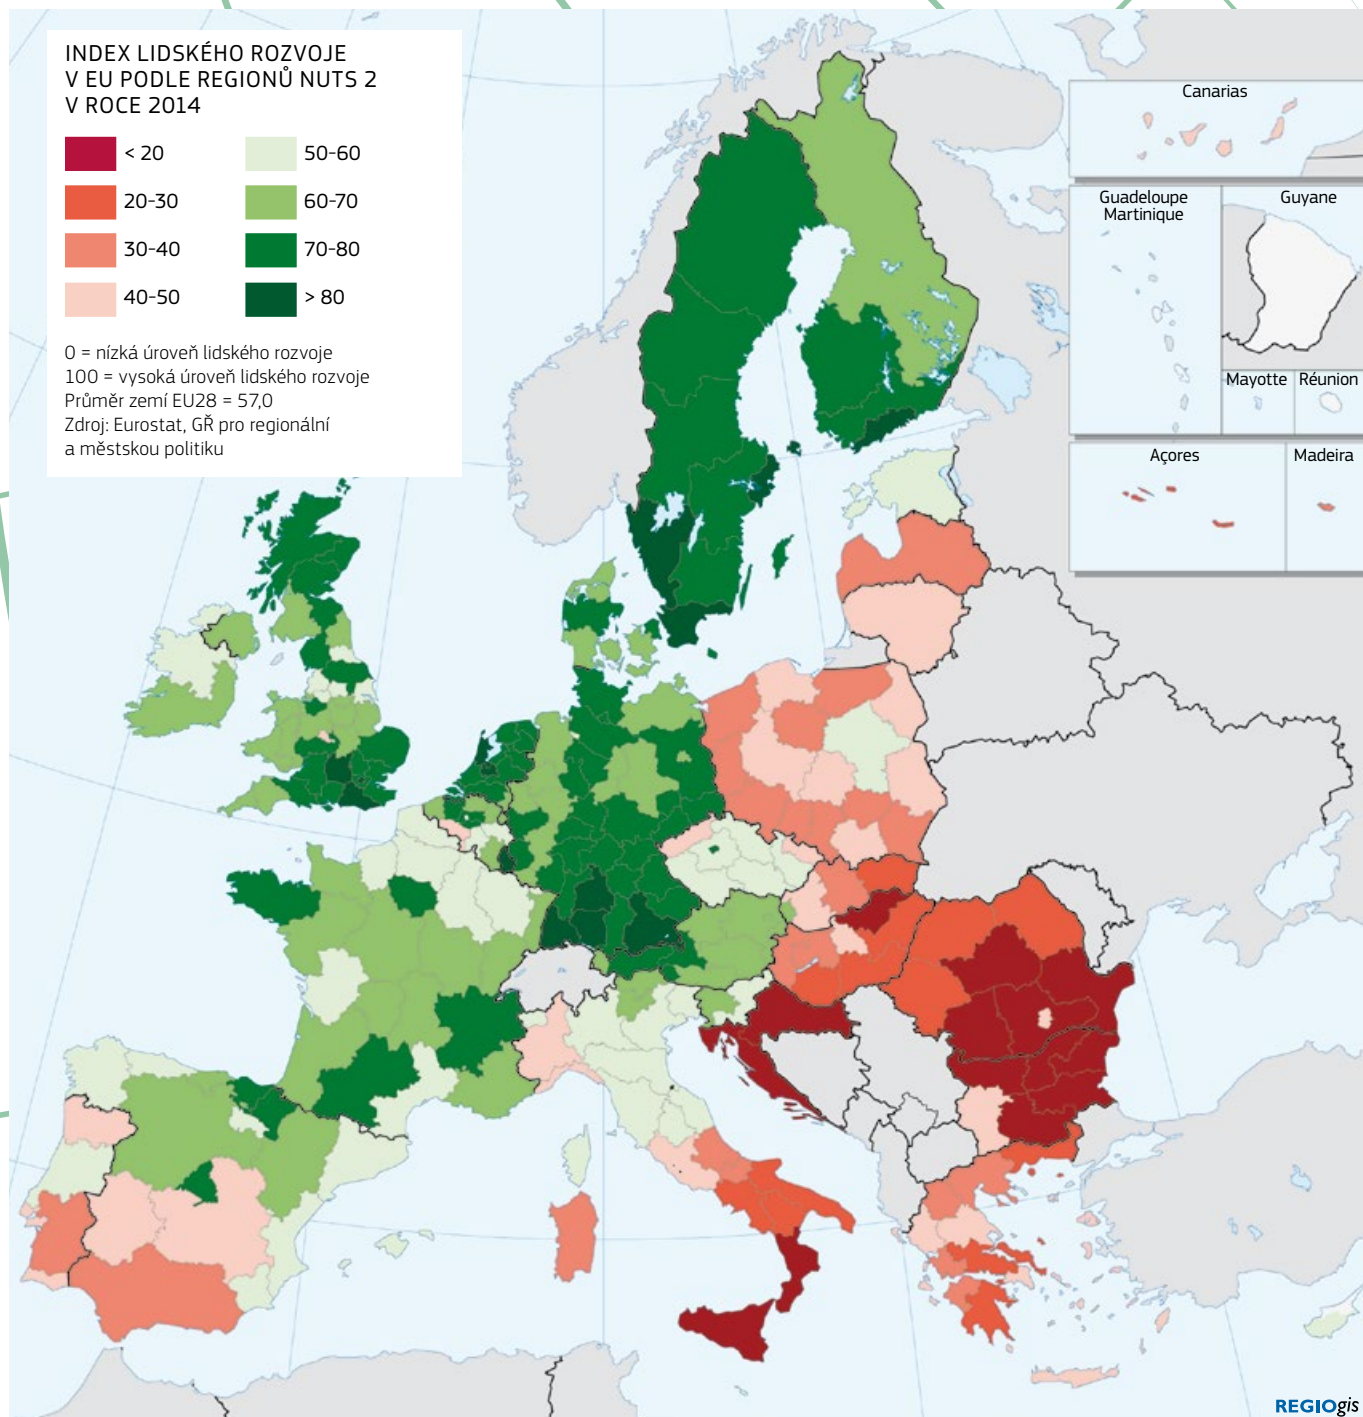 INDEX LIDSKÉHO ROZVOJE
V EU PODLE REGIONŮ NUTS 2
V ROCE 2014
< 20
20-30
30-40
40-50
50-60
60-70
70-80
> 80
0 = nízká úroveň lidského rozvoje
100 = vysoká úroveň lidského rozvoje
Průměr zemí EU28 = 57,0
Zdroj: Eurostat, GŘ pro regionální
a městskou politiku
Canarias
Guadeloupe
Martinique
Guyane
Mayotte
Réunion
Açores
Madeira
REGIOgis